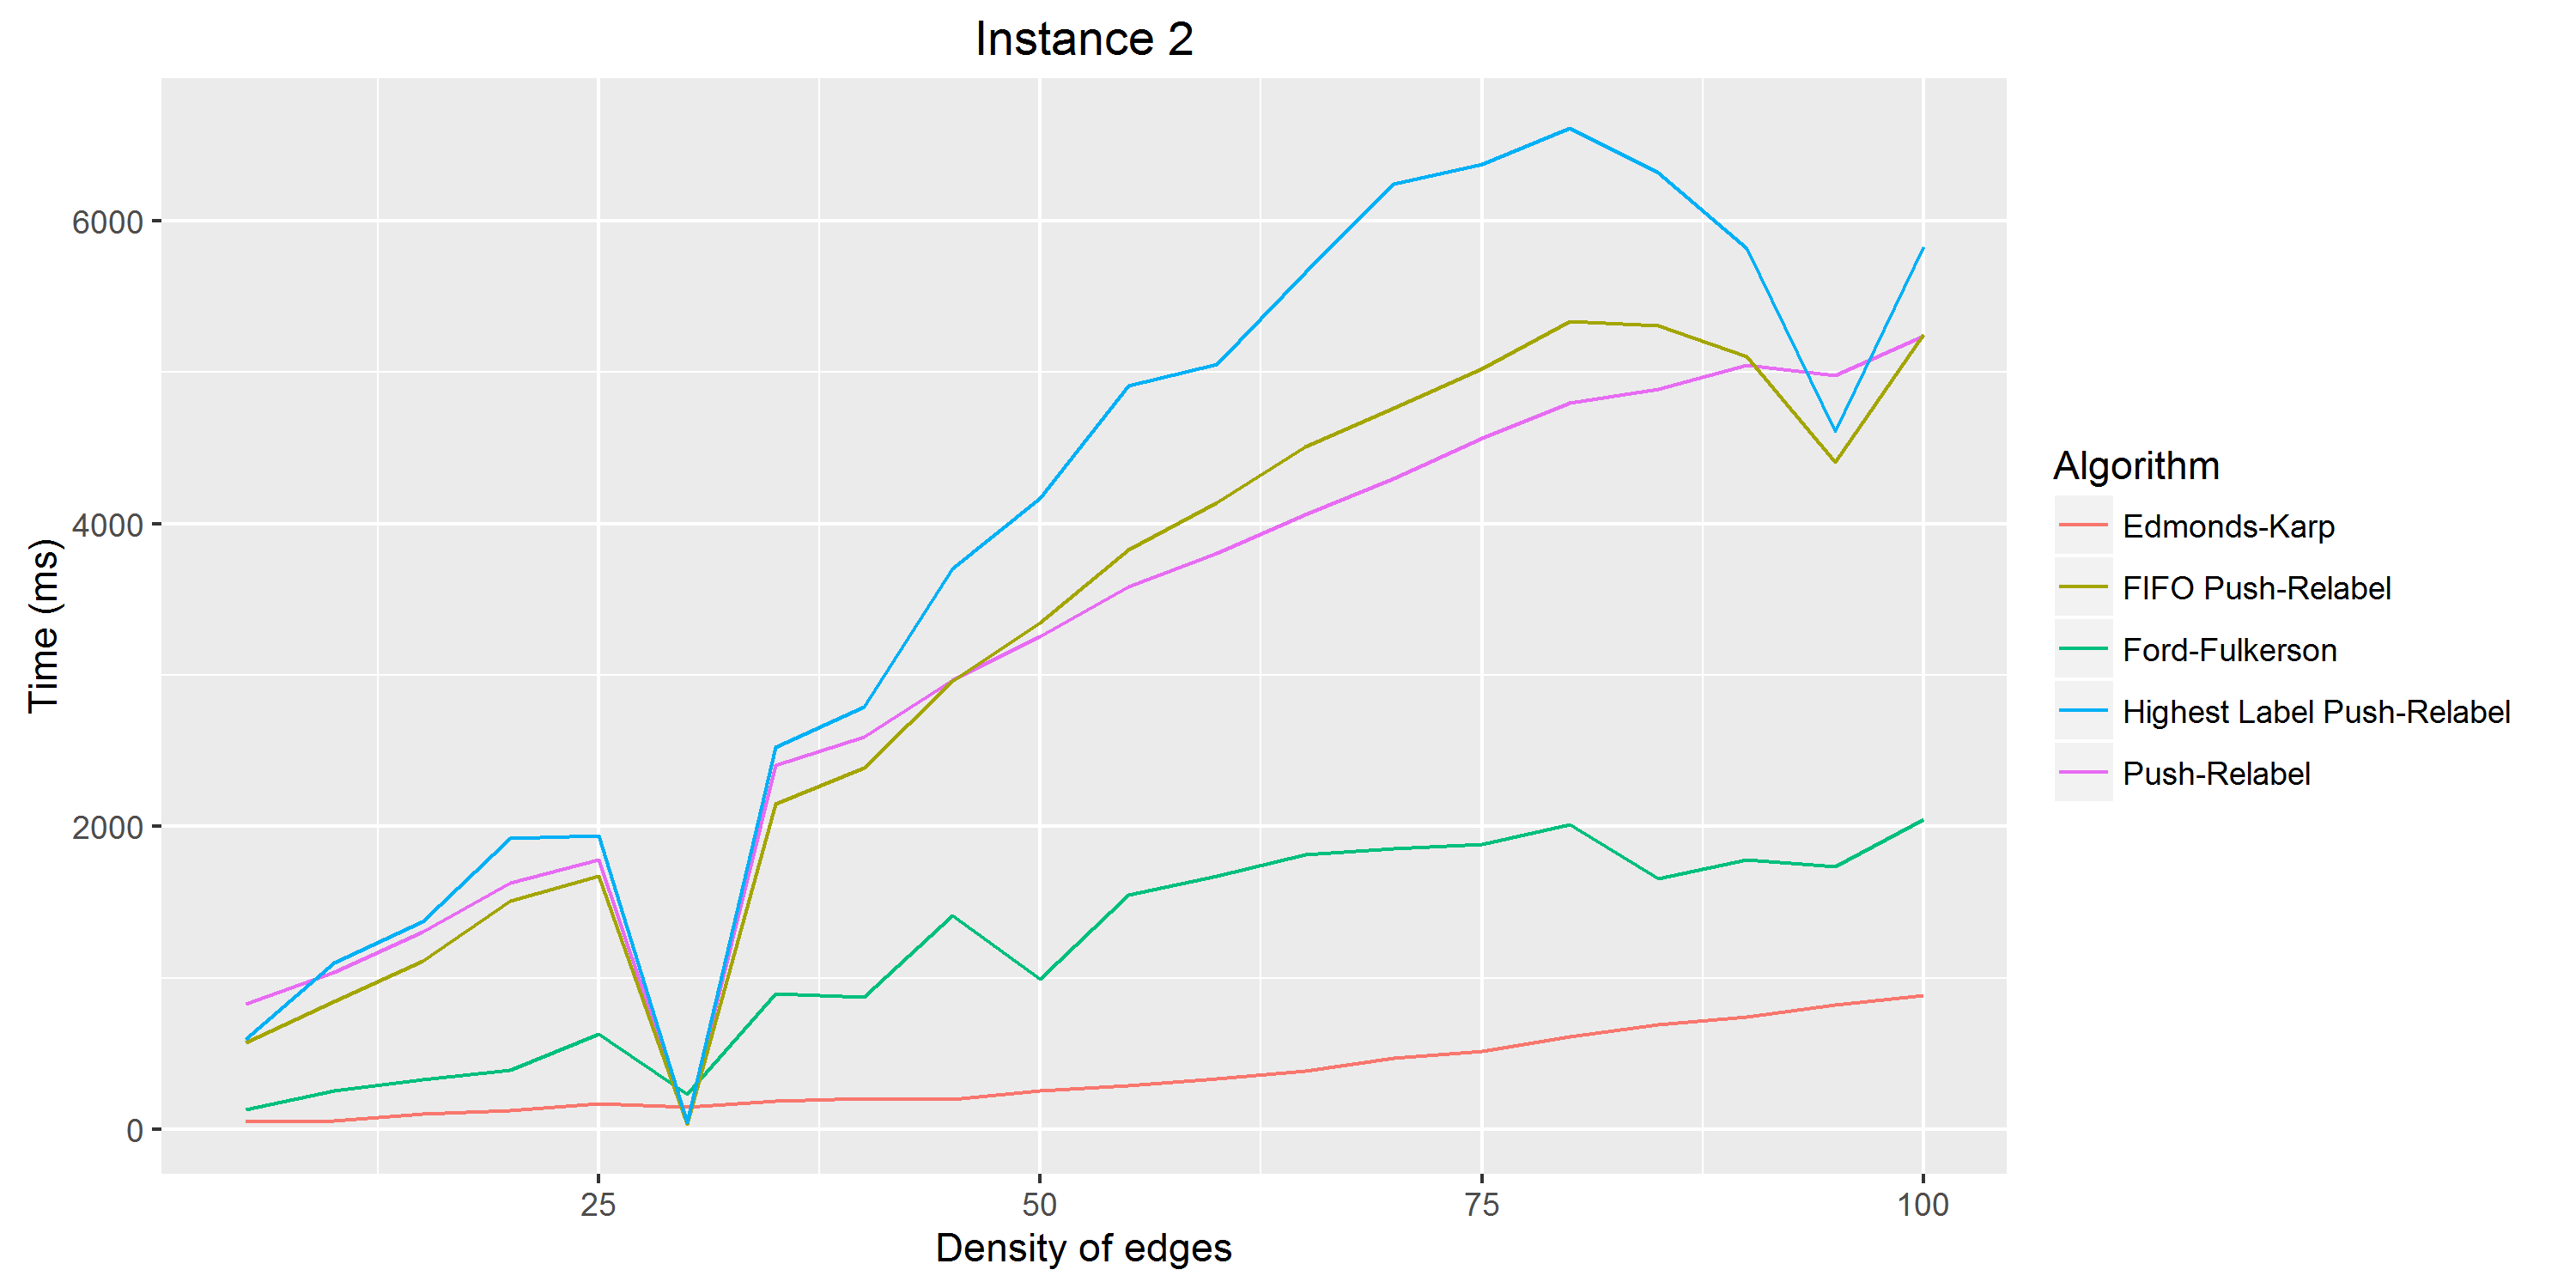 Instance 2
6000
4000
2000
0
Time (ms)
25 50 75 100
Density of edges
Algorithm
Edmonds-Karp
FIFO Push-Relabel
Ford-Fulkerson
Highest Label Push-Relabel
Push-Relabel